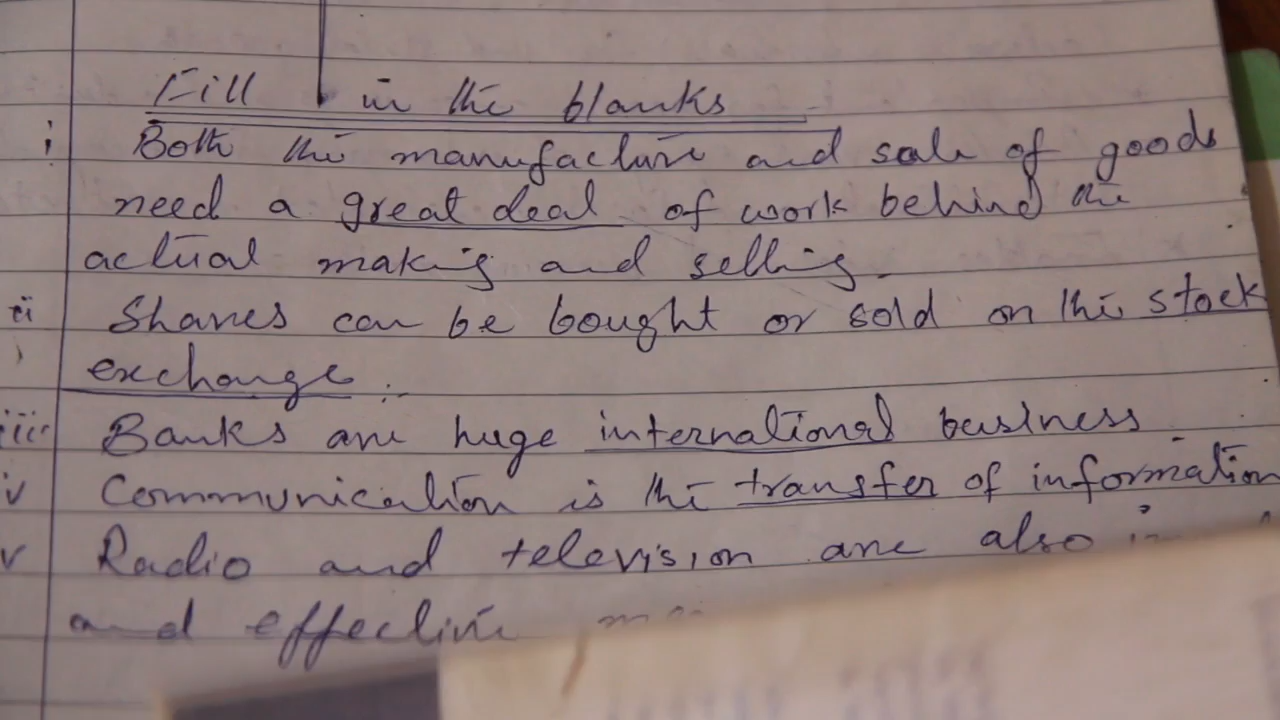 Fill in the blanks
i Both the manufacture and sale of goods
need a great deal of work behind the
actual making and selling.
ii Shares can be bought or sold on the stock
exchange.
iii Banks are huge international business
iv Communication is the transfer of information
v Radio and television are also
and effective